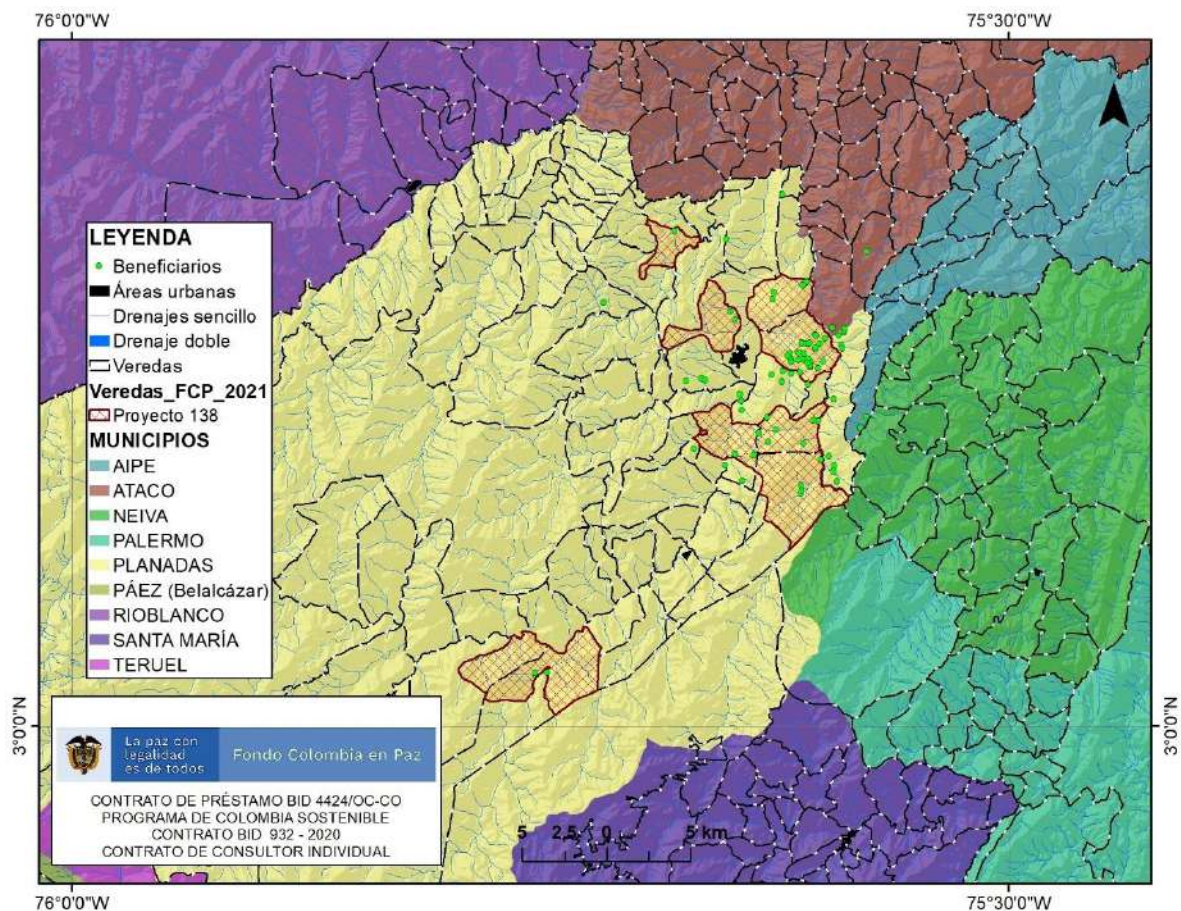 76°0'0"W
75°30'0"W
LEYENDA
Beneficiarios
Áreas urbanas
Drenajes sencillo
Drenaje doble
Veredas
Veredas_FCP_2021
Proyecto 138
MUNICIPIOS
AIPE
ATACO
NEIVA
PALERMO
PLANADAS
PÁEZ (Belalcázar)
RIOBLANCO
SANTA MARÍA
TERUEL
3°0'0"N
3°0'0"N
La paz con
legalidad
es de todos
Fondo Colombia en Paz
CONTRATO DE PRÉSTAMO BID 4424/OC-CO
PROGRAMA DE COLOMBIA SOSTENIBLE
CONTRATO BID 932 - 2020
CONTRATO DE CONSULTOR INDIVIDUAL
5 2,5 0 5 km
76°0'0"W
75°30'0"W